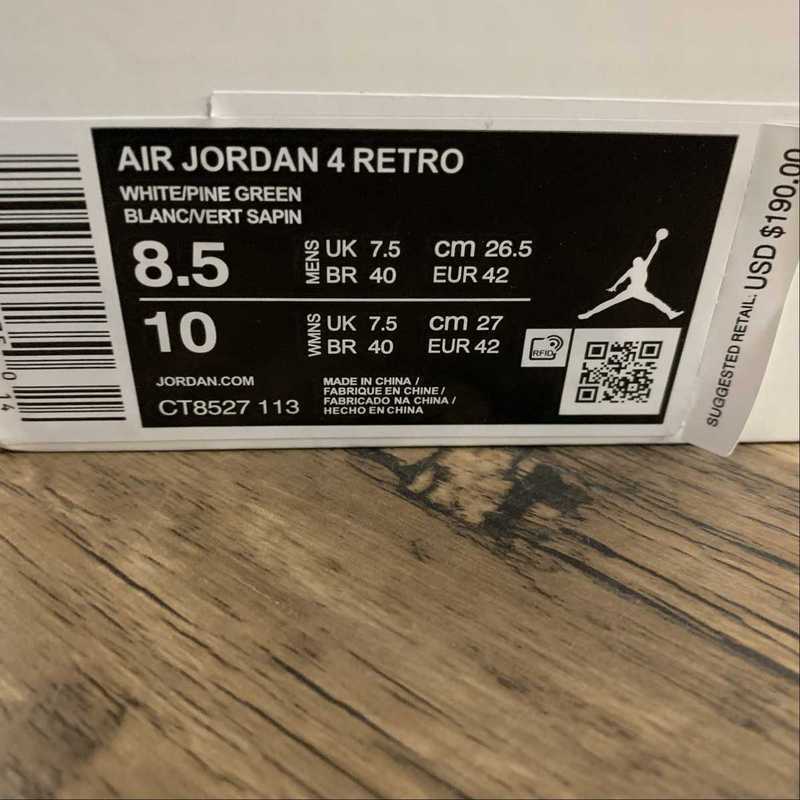 AIR JORDAN 4 RETRO
WHITE/PINE GREEN
BLANC/VERT SAPIN
8.5 MENS UK 7.5 cm 26.5
BR 40 EUR 42
10 WMNS UK 7.5 cm 27
BR 40 EUR 42
RFID
JORDAN.COM
CT8527 113
MADE IN CHINA /
FABRIQUE EN CHINE /
FABRICADO NA CHINA /
HECHO EN CHINA
SUGGESTED RETAIL: USD $190.00